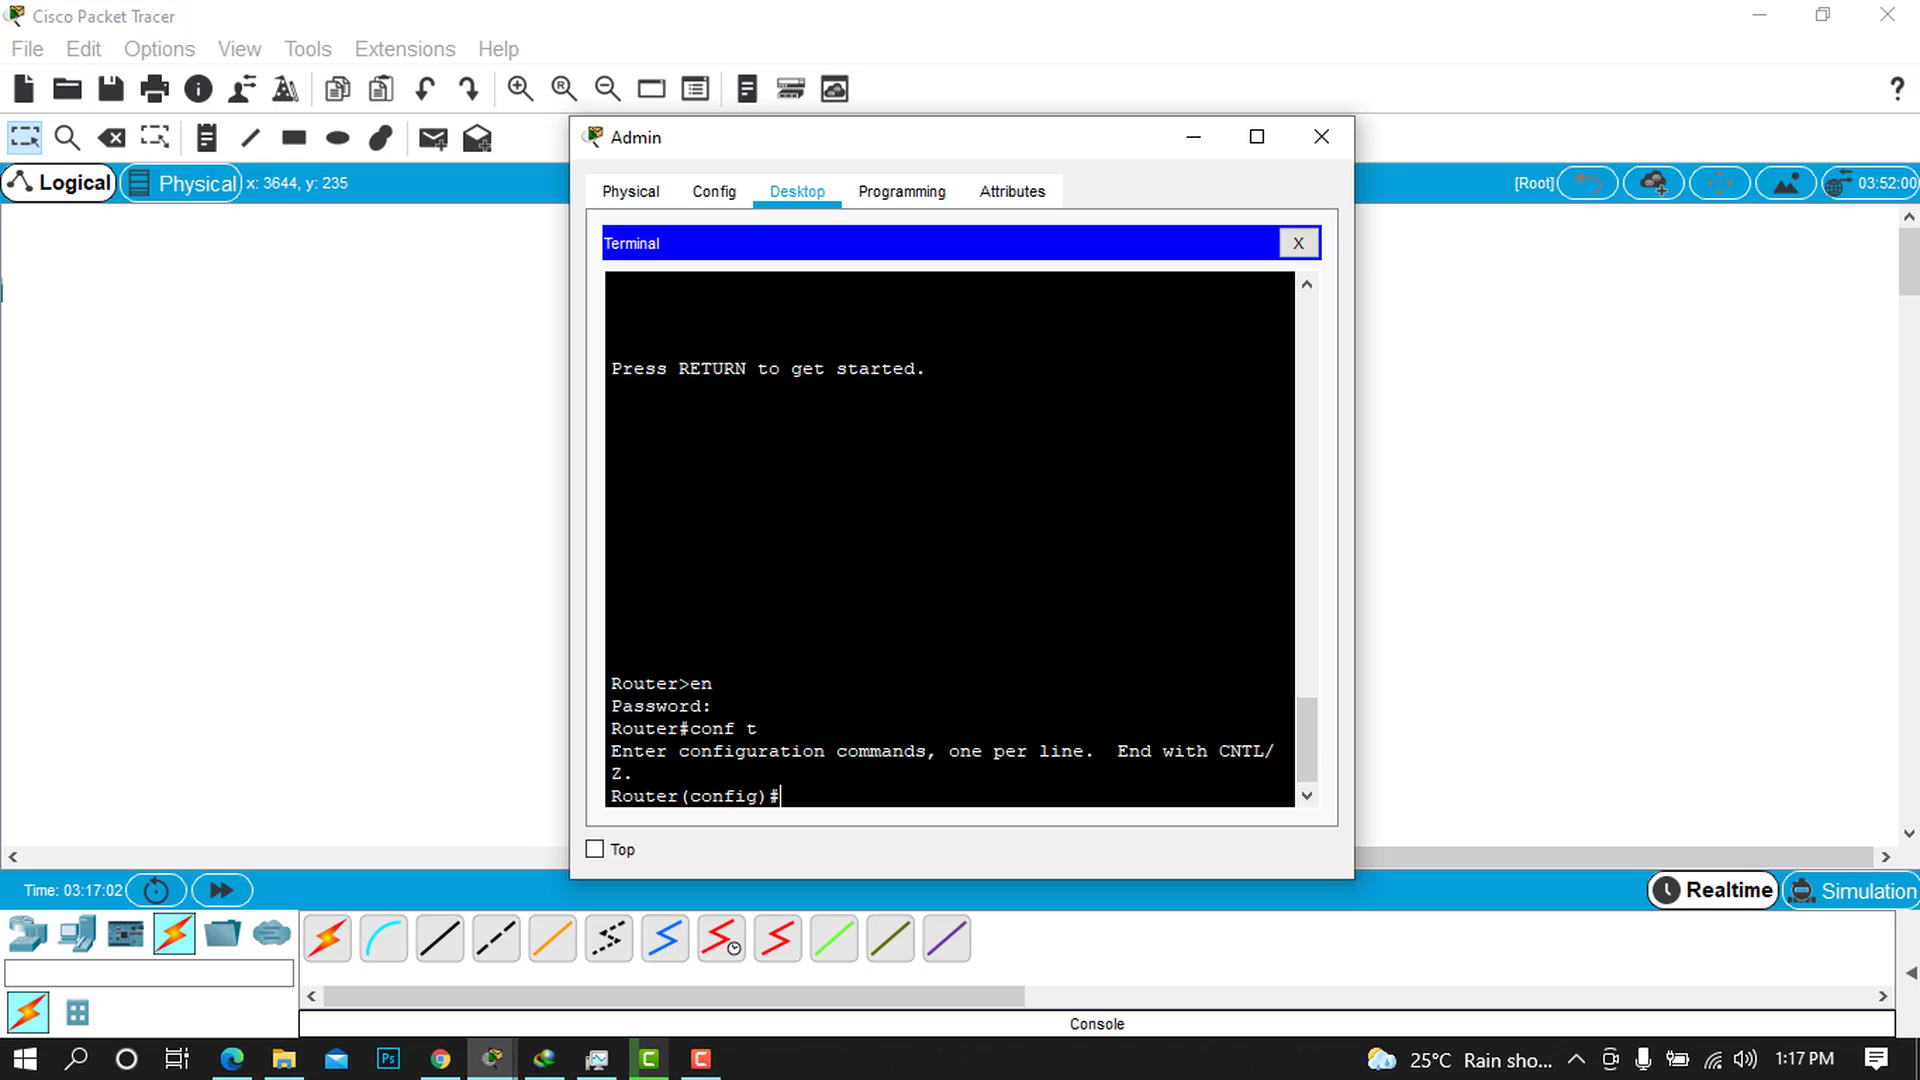 Cisco Packet Tracer
File Edit Options View Tools Extensions Help
Logical Physical x: 3644, y: 235 [Root] 03:52:00
Admin
Physical Config Desktop Programming Attributes
Terminal X
Press RETURN to get started.
Router>en
Password:
Router#conf t
Enter configuration commands, one per line.  End with CNTL/
Z.
Router(config)#
Top
Time: 03:17:02 Realtime Simulation
Console
25°C Rain sho... 1:17 PM